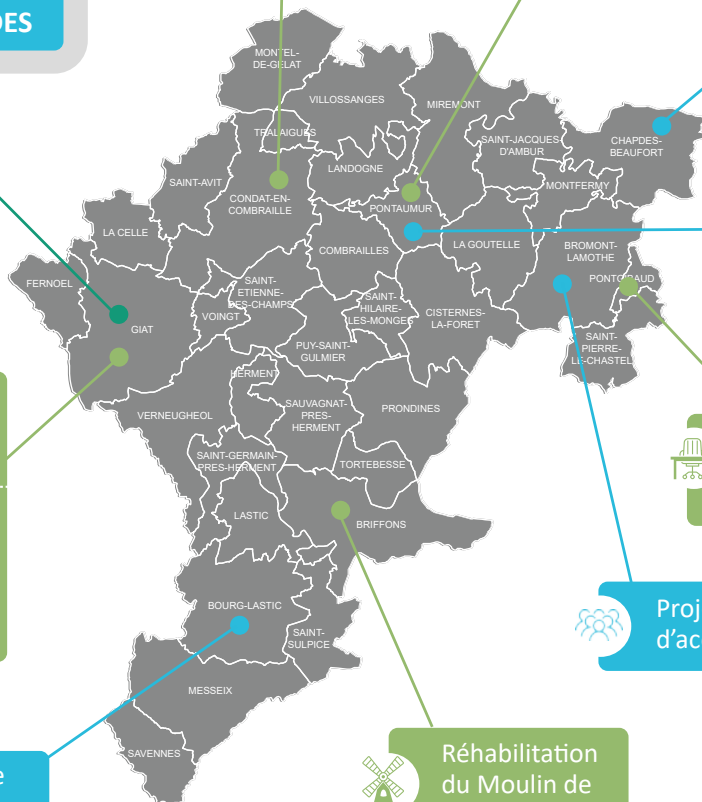 MONTEL-
DE-GELAT
VILLOSSANGES
MIREMONT
TRALAIGUES
SAINT-JACQUES
D'AMBUR
CHAPDES-
BEAUFORT
LANDOGNE
SAINT-AVIT
CONDAT-EN-
COMBRAILLE
MONTFERMY
PONTAUMUR
LA CELLE
COMBRAILLES
LA GOUTELLE
BROMONT-
LAMOTHE
FERNOEL
SAINT-
ETIENNE-
DES-CHAMPS
PONTGIBAUD
GIAT
VOINGT
SAINT-
HILAIRE-
LES-MONGES
CISTERNES-
LA-FORET
PUY-SAINT-
GULMIER
SAINT-
PIERRE-
LE-CHASTEL
HERMENT
VERNEUGHEOL
SAUVAGNAT-
PRES-
HERMENT
PRONDINES
SAINT-GERMAIN-
PRES-HERMENT
TORTEBESSE
LASTIC
BRIFFONS
BOURG-LASTIC
SAINT-
SULPICE
MESSEIX
SAVENNES
Réhabilitation
du Moulin de